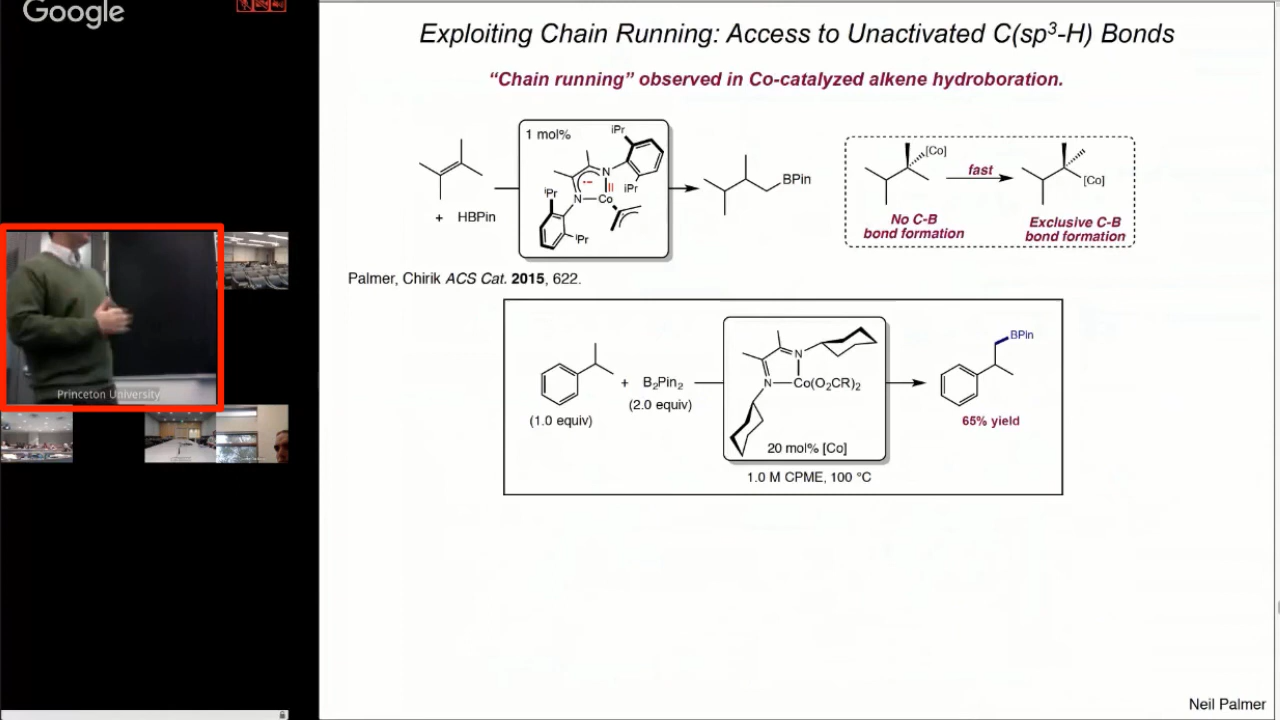 Google
Exploiting Chain Running: Access to Unactivated C(sp³-H) Bonds
“Chain running” observed in Co-catalyzed alkene hydroboration.
+ HBPin
1 mol%
iPr
N
II
iPr
iPr
N
Co
iPr
BPin
[Co]
fast
[Co]
No C-B
bond formation
Exclusive C-B
bond formation
Palmer, Chirik ACS Cat. 2015, 622.
+ B₂Pin₂
(1.0 equiv)
(2.0 equiv)
N
N
Co(O₂CR)₂
20 mol% [Co]
1.0 M CPME, 100 °C
BPin
65% yield
Princeton University
Neil Palmer